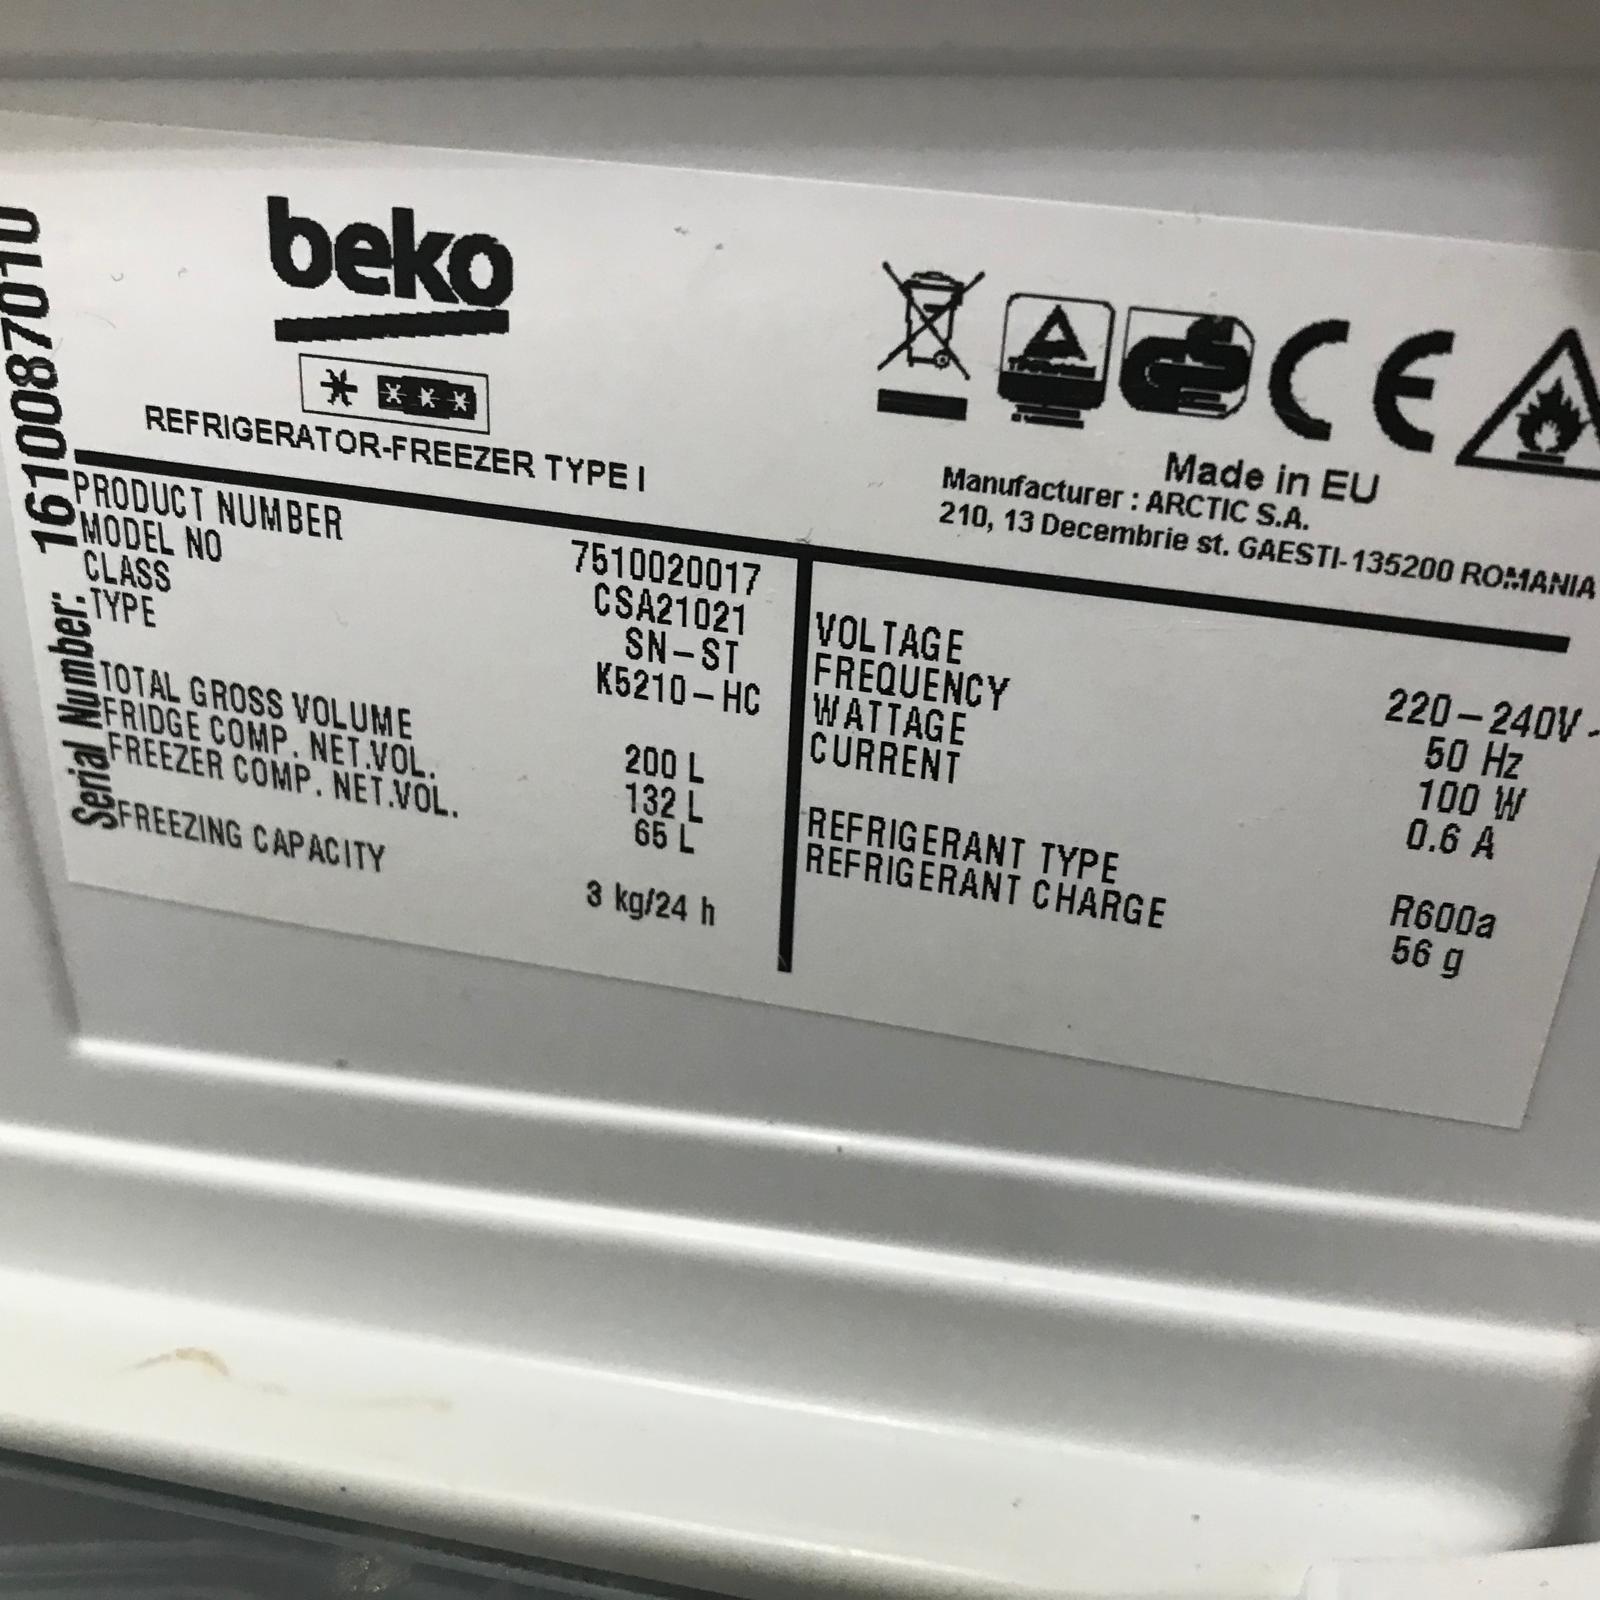 beko
REFRIGERATOR-FREEZER TYPE I
Made in EU
Manufacturer : ARCTIC S.A.
210, 13 Decembrie st. GAESTI-135200 ROMANIA
PRODUCT NUMBER 7510020017
MODEL NO CSA21021
CLASS SN-ST
TYPE K5210-HC
TOTAL GROSS VOLUME 200 L
FRIDGE COMP. NET.VOL. 132 L
FREEZER COMP. NET.VOL. 65 L
FREEZING CAPACITY 3 kg/24 h
VOLTAGE 220-240V
FREQUENCY 50 Hz
WATTAGE 100 W
CURRENT 0.6 A
REFRIGERANT TYPE R600a
REFRIGERANT CHARGE 56 g
Serial Number: 1610087010
GS
CE